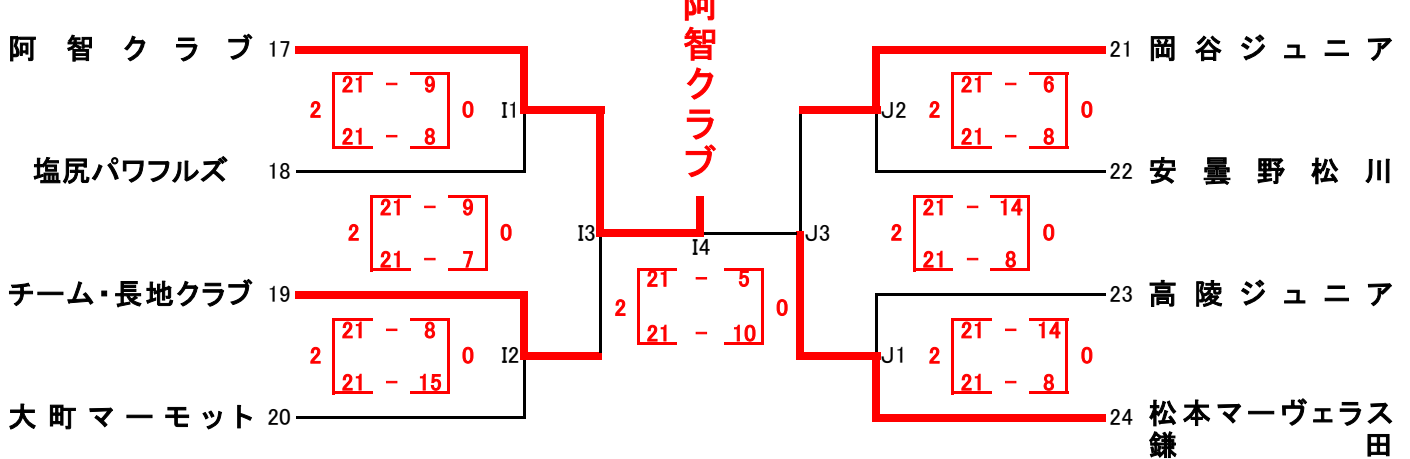 阿智クラブ
阿智クラブ 17
21 - 9
2 0 I1
21 - 8
塩尻パワフルズ 18
21 - 9
2 0 I3
21 - 7
チーム・長地クラブ 19
21 - 8
2 0 I2
21 - 15
大町マーモット 20
I4
21 - 5
2 0
21 - 10
21 岡谷ジュニア
21 - 6
J2 2 0
21 - 8
22 安曇野松川
21 - 14
J3 2 0
21 - 8
23 高陵ジュニア
21 - 14
J1 2 0
21 - 8
24 松本マーヴェラス
鎌田